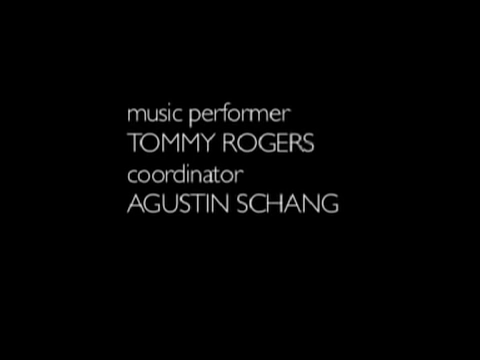 music performer
TOMMY ROGERS
coordinator
AGUSTIN SCHANG